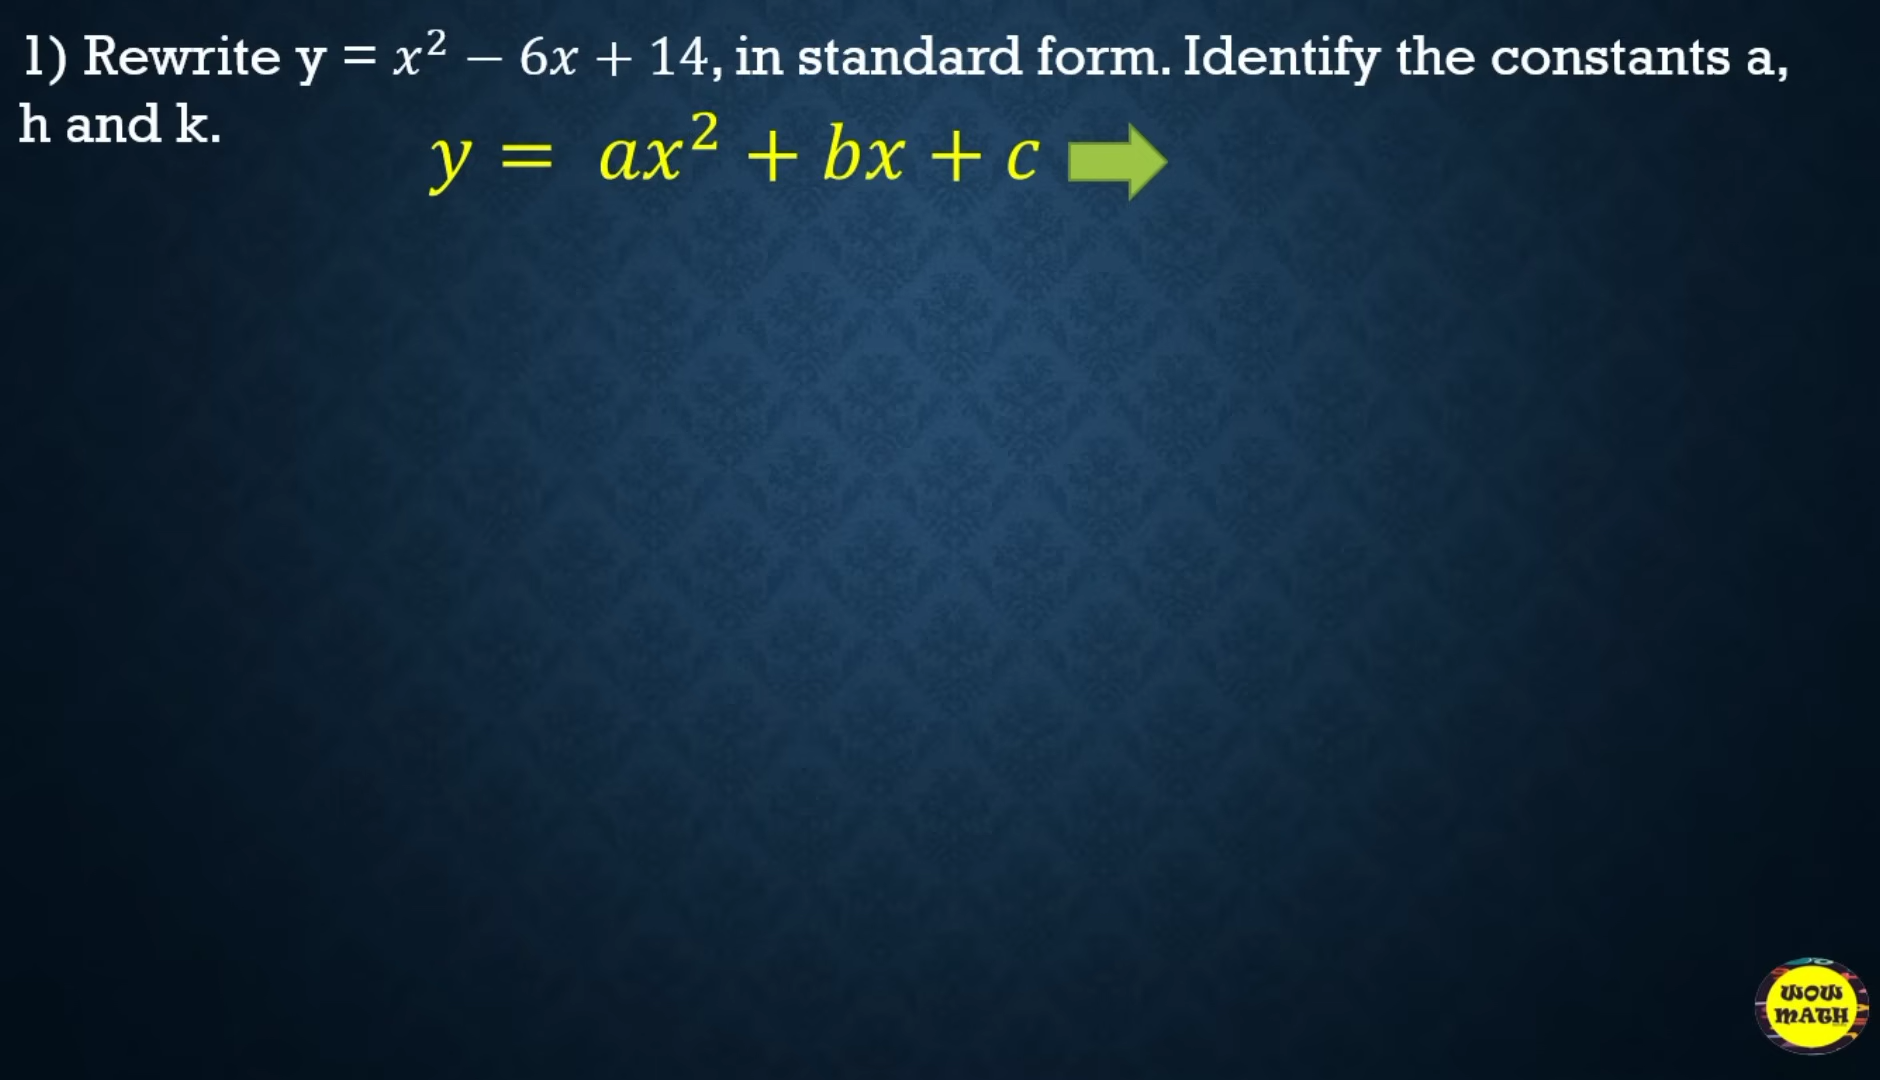 1) Rewrite y = x² − 6x + 14, in standard form. Identify the constants a,
h and k.
y = ax² + bx + c
WOW
MATH